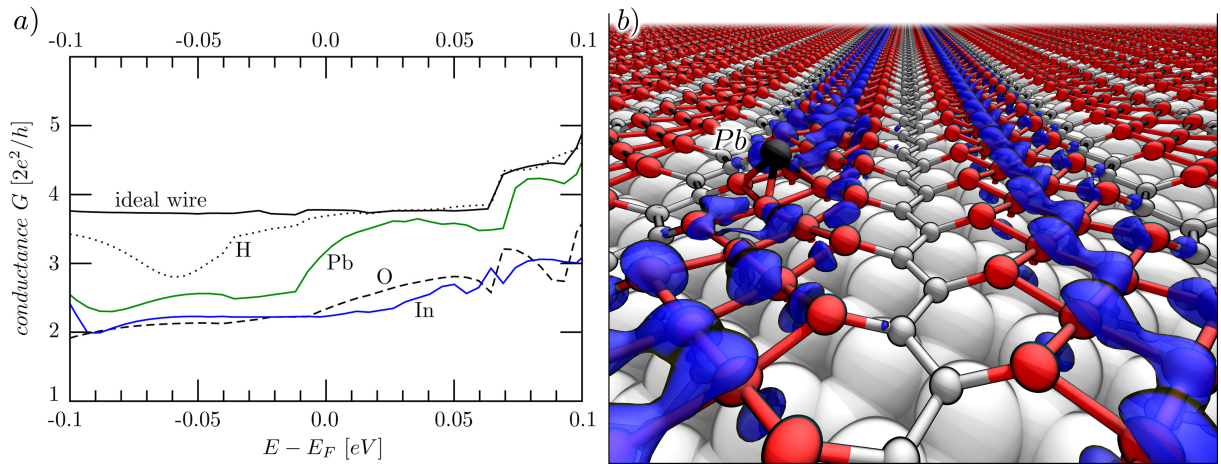 a)
-0.1 -0.05 0.0 0.05 0.1
conductance G [2e²/h]
5
4
3
2
1
ideal wire
H
Pb
O
In
-0.1 -0.05 0.0 0.05 0.1
E − E_F [eV]
b)
Pb